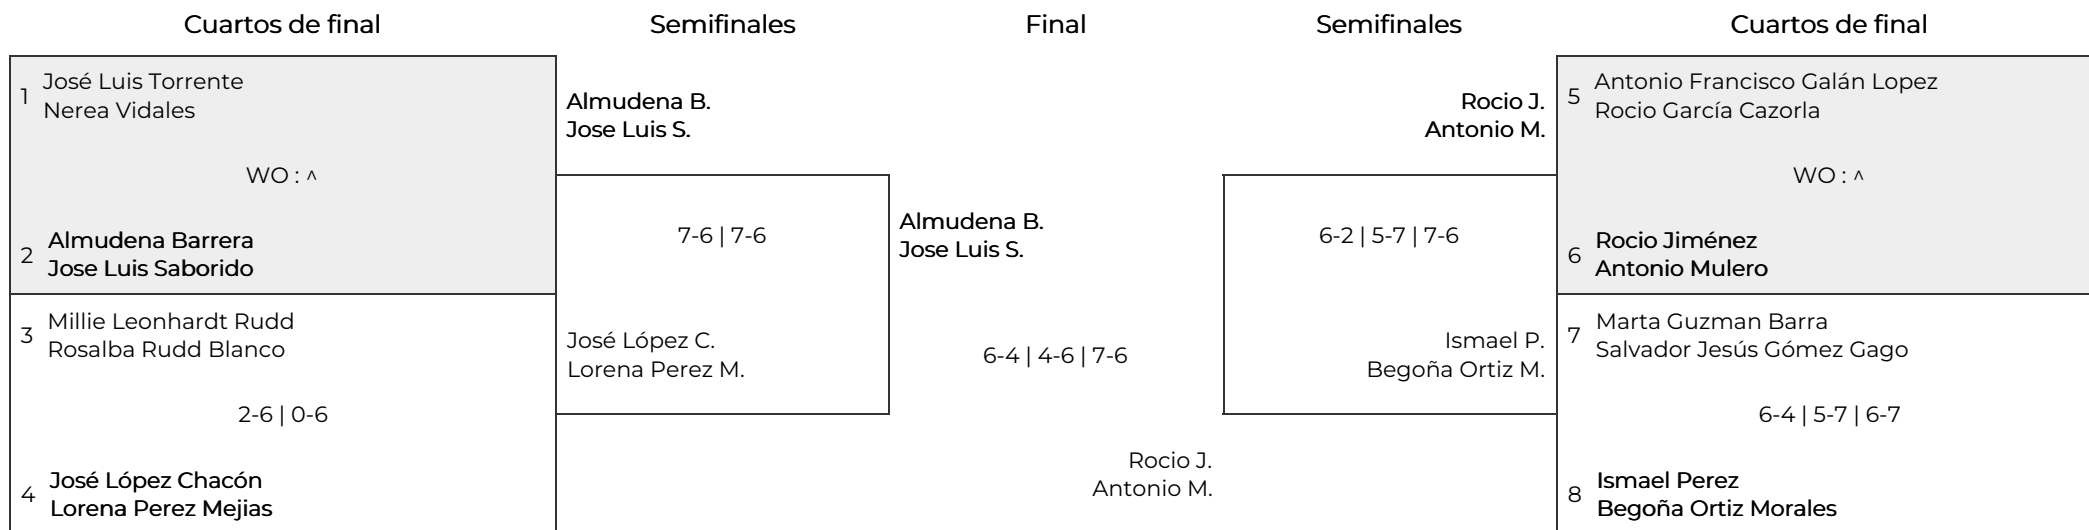 Cuartos de final
Semifinales
Final
Semifinales
Cuartos de final
1
José Luis Torrente
Nerea Vidales
WO : ^
2
Almudena Barrera
Jose Luis Saborido
3
Millie Leonhardt Rudd
Rosalba Rudd Blanco
2-6 | 0-6
4
José López Chacón
Lorena Perez Mejias
Almudena B.
Jose Luis S.
7-6 | 7-6
José López C.
Lorena Perez M.
Almudena B.
Jose Luis S.
6-4 | 4-6 | 7-6
Rocio J.
Antonio M.
Rocio J.
Antonio M.
6-2 | 5-7 | 7-6
Ismael P.
Begoña Ortiz M.
5
Antonio Francisco Galán Lopez
Rocio García Cazorla
WO : ^
6
Rocio Jiménez
Antonio Mulero
7
Marta Guzman Barra
Salvador Jesús Gómez Gago
6-4 | 5-7 | 6-7
8
Ismael Perez
Begoña Ortiz Morales